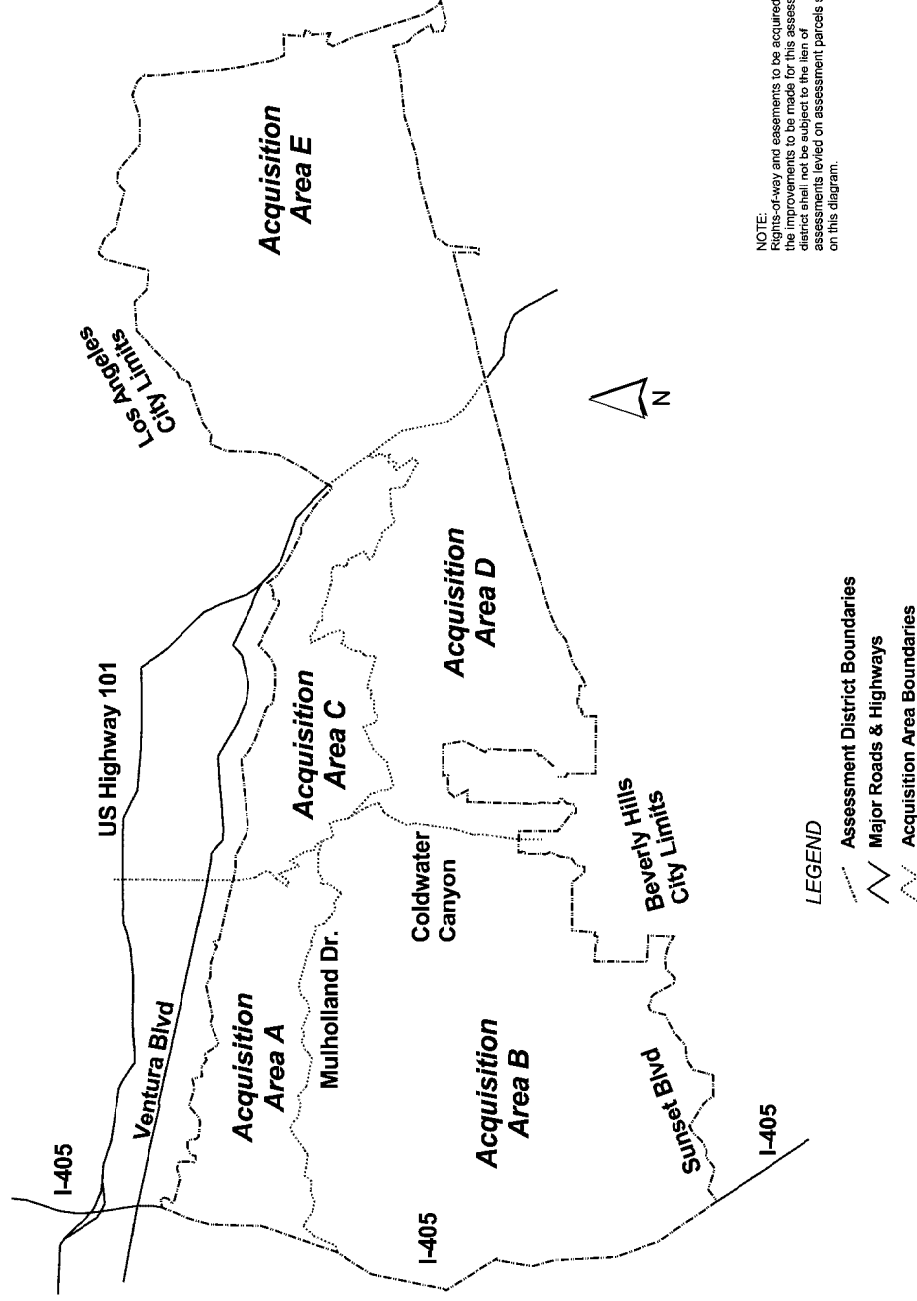 US Highway 101
I-405
Ventura Blvd
Los Angeles
City Limits
Acquisition
Area A
Acquisition
Area C
Acquisition
Area E
Mulholland Dr.
Coldwater
Canyon
Acquisition
Area D
I-405
Acquisition
Area B
Sunset Blvd
Beverly Hills
City Limits
I-405
N
LEGEND
Assessment District Boundaries
Major Roads & Highways
Acquisition Area Boundaries
NOTE:
Rights-of-way and easements to be acquired
the improvements to be made for this assess
district shall not be subject to the lien of
assessments levied on assessment parcels s
on this diagram.